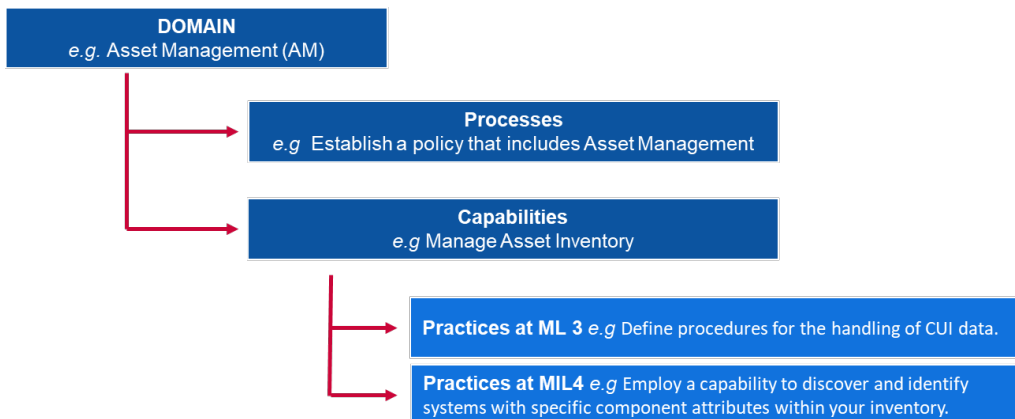 DOMAIN
e.g. Asset Management (AM)
Processes
e.g Establish a policy that includes Asset Management
Capabilities
e.g Manage Asset Inventory
Practices at ML 3 e.g Define procedures for the handling of CUI data.
Practices at MIL4 e.g Employ a capability to discover and identify
systems with specific component attributes within your inventory.